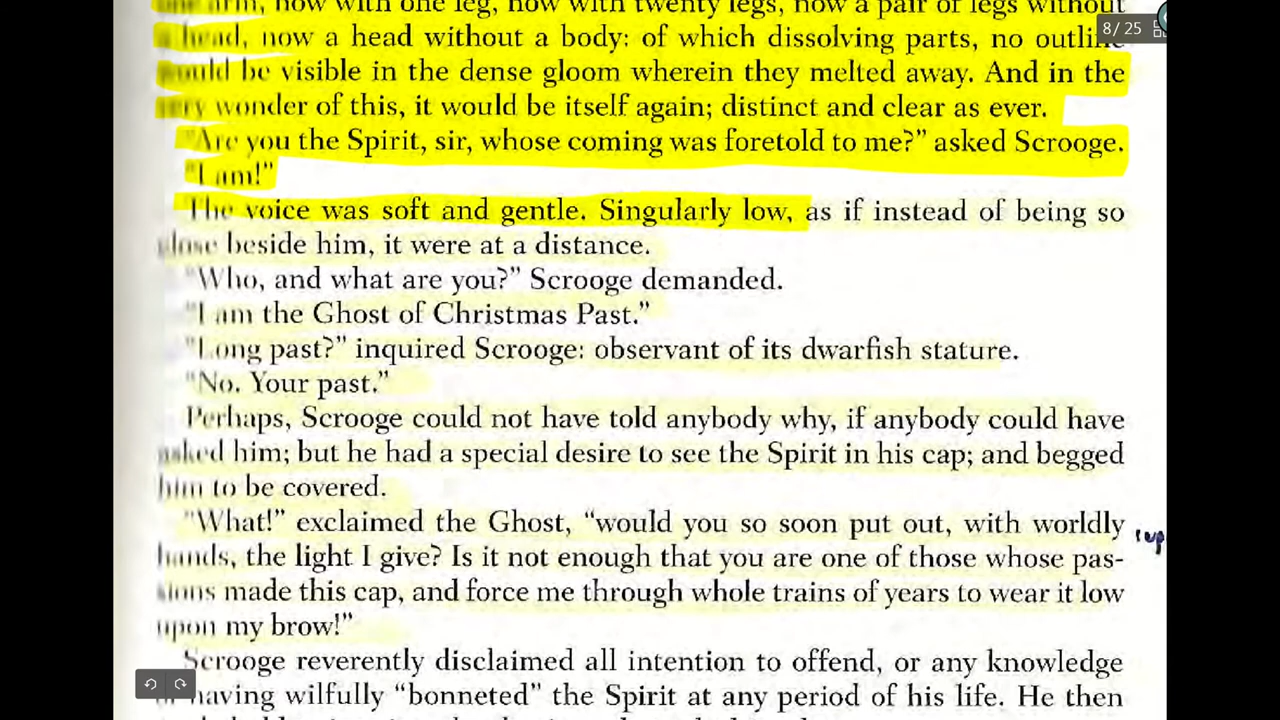 one arm, now with one leg, now with twenty legs, now a pair of legs without
8/25
a head, now a head without a body: of which dissolving parts, no outline
would be visible in the dense gloom wherein they melted away. And in the
very wonder of this, it would be itself again; distinct and clear as ever.
"Are you the Spirit, sir, whose coming was foretold to me?" asked Scrooge.
"I am!"
The voice was soft and gentle. Singularly low, as if instead of being so
close beside him, it were at a distance.
"Who, and what are you?" Scrooge demanded.
"I am the Ghost of Christmas Past."
"Long past?" inquired Scrooge: observant of its dwarfish stature.
"No. Your past."
Perhaps, Scrooge could not have told anybody why, if anybody could have
asked him; but he had a special desire to see the Spirit in his cap; and begged
him to be covered.
"What!" exclaimed the Ghost, "would you so soon put out, with worldly
hands, the light I give? Is it not enough that you are one of those whose pas-
sions made this cap, and force me through whole trains of years to wear it low
upon my brow!"
Scrooge reverently disclaimed all intention to offend, or any knowledge
having wilfully "bonneted" the Spirit at any period of his life. He then